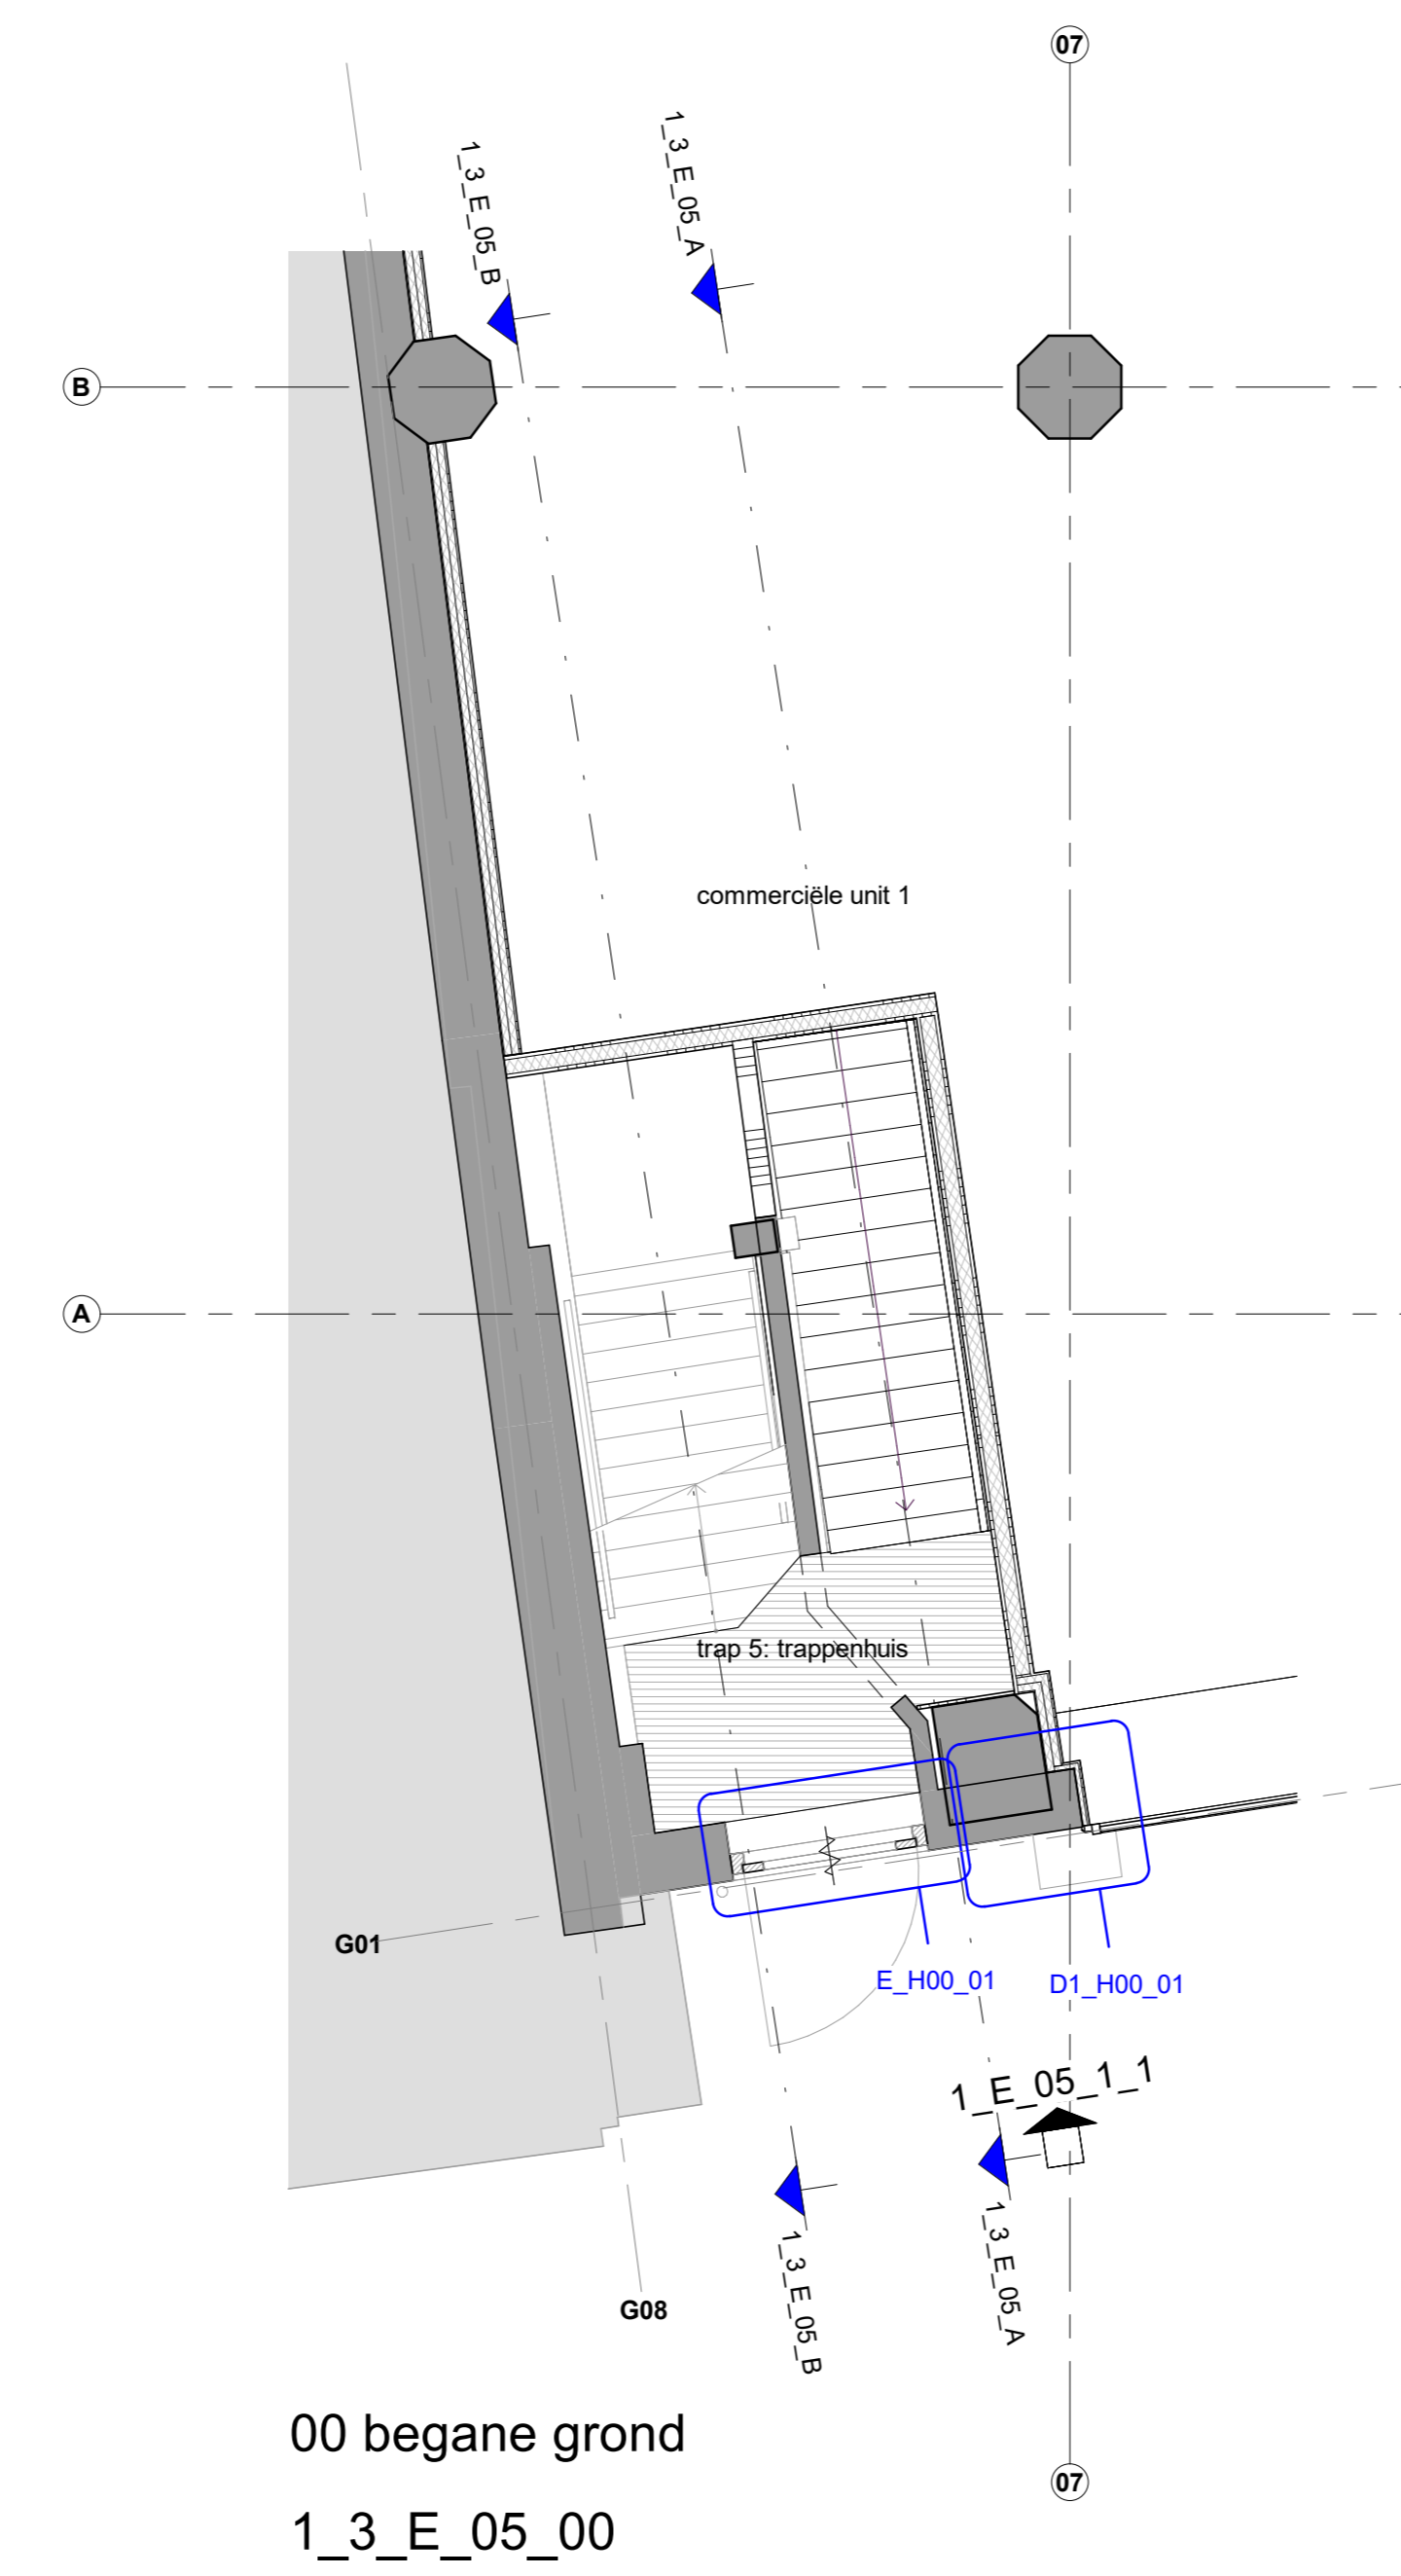 07
1_3_E_05_A
1_3_E_05_B
B
commerciële unit 1
A
trap 5: trappenhuis
G01
E_H00_01
D1_H00_01
1_E_05_1_1
1_3_E_05_A
1_3_E_05_B
G08
00 begane grond
07
1_3_E_05_00